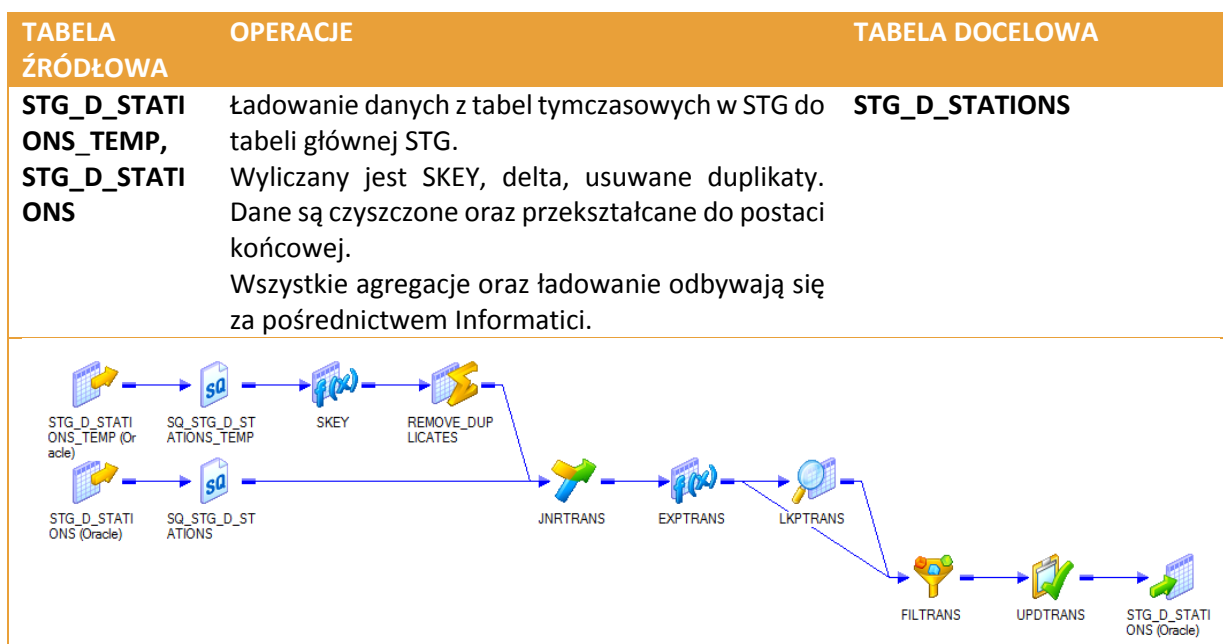 TABELA
ŹRÓDŁOWA
OPERACJE
TABELA DOCELOWA
STG_D_STATI
ONS_TEMP,
STG_D_STATI
ONS
Ładowanie danych z tabel tymczasowych w STG do
tabeli głównej STG.
Wyliczany jest SKEY, delta, usuwane duplikaty.
Dane są czyszczone oraz przekształcane do postaci
końcowej.
Wszystkie agregacje oraz ładowanie odbywają się
za pośrednictwem Informatici.
STG_D_STATIONS
SQ
f(x)
STG_D_STATI
ONS_TEMP (Or
acle)
SQ_STG_D_ST
ATIONS_TEMP
SKEY
REMOVE_DUP
LICATES
SQ
f(x)
STG_D_STATI
ONS (Oracle)
SQ_STG_D_ST
ATIONS
JNRTRANS
EXPTRANS
LKPTRANS
FILTRANS
UPDTRANS
STG_D_STATI
ONS (Oracle)